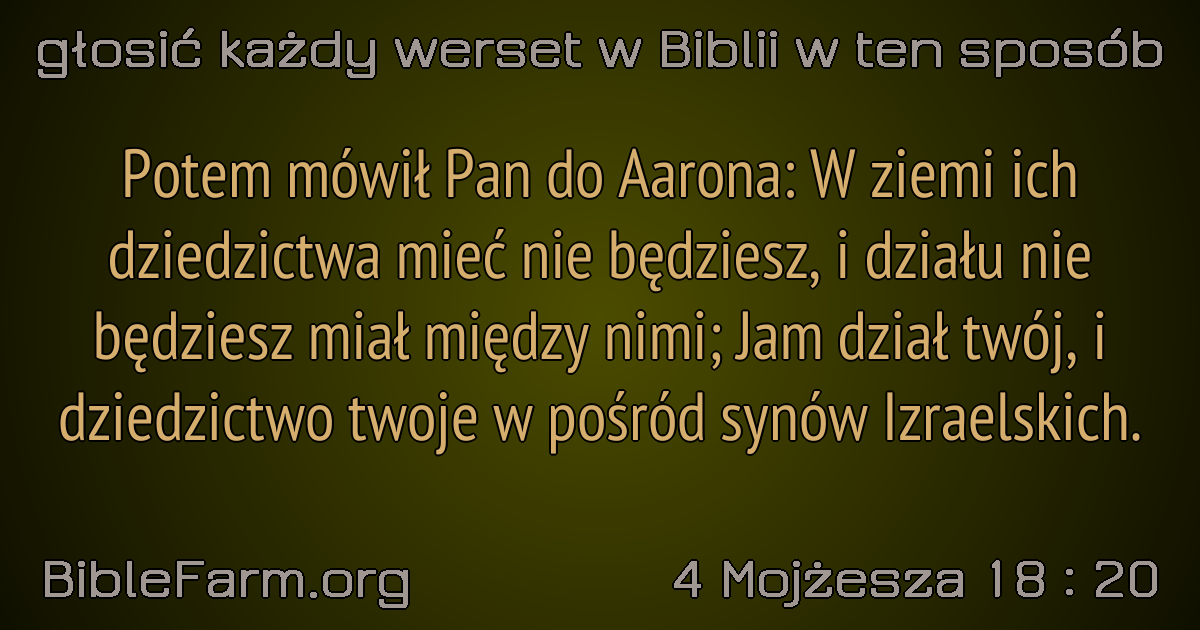 głosić każdy werset w Biblii w ten sposób
Potem mówił Pan do Aarona: W ziemi ich
dziedzictwa mieć nie będziesz, i działu nie
będziesz miał między nimi; Jam dział twój, i
dziedzictwo twoje w pośród synów Izraelskich.
BibleFarm.org
4 Mojżesza 18 : 20